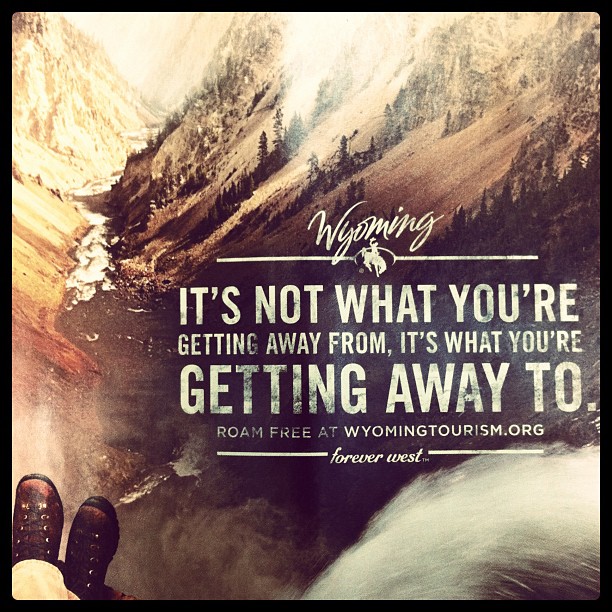 Wyoming
IT'S NOT WHAT YOU'RE
GETTING AWAY FROM, IT'S WHAT YOU'RE
GETTING AWAY TO.
ROAM FREE AT WYOMINGTOURISM.ORG
forever west™